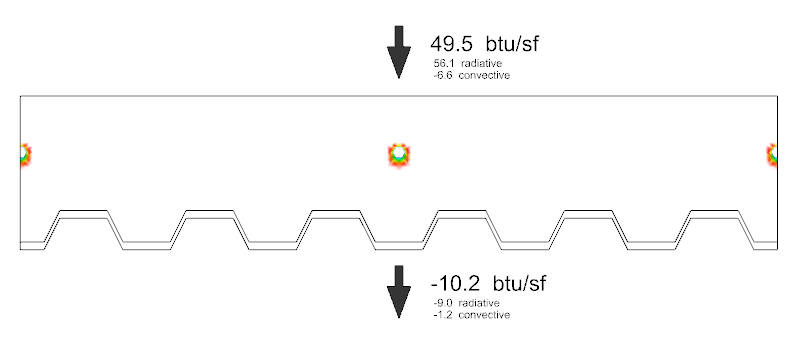 49.5 btu/sf
56.1 radiative
-6.6 convective
-10.2 btu/sf
-9.0 radiative
-1.2 convective